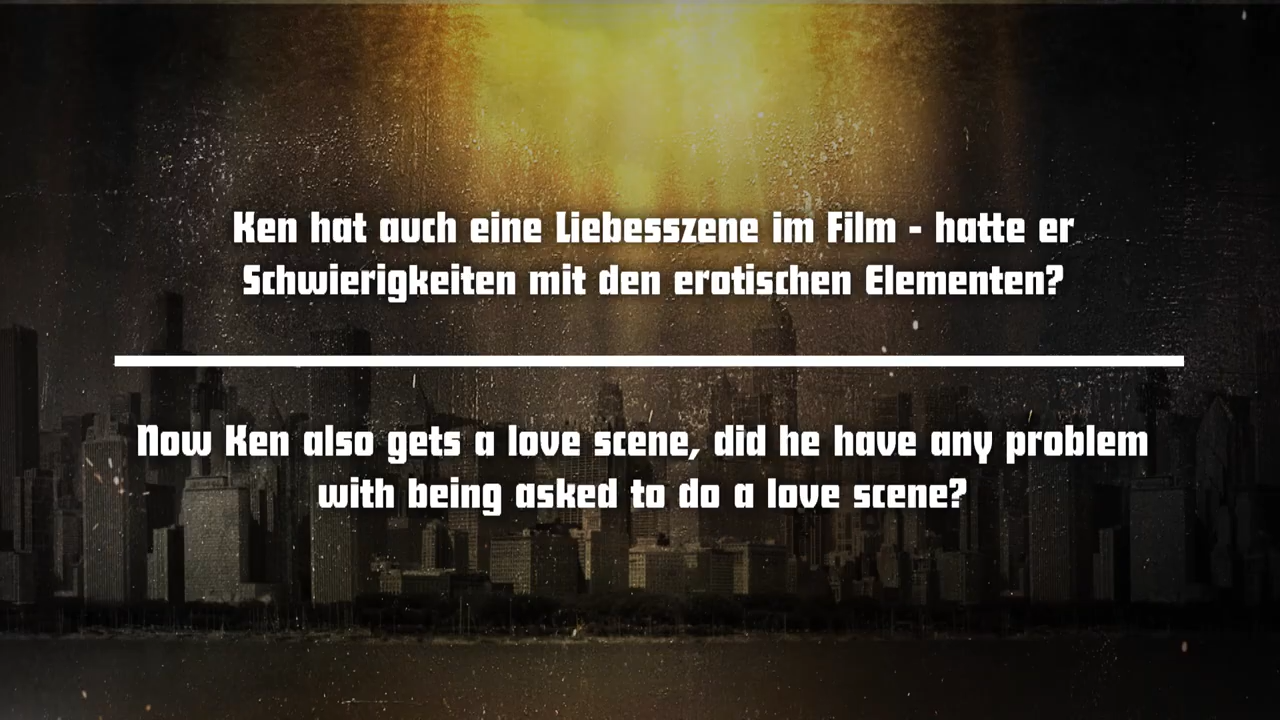 Ken hat auch eine Liebesszene im Film - hatte er
Schwierigkeiten mit den erotischen Elementen?
Now Ken also gets a love scene, did he have any problem
with being asked to do a love scene?